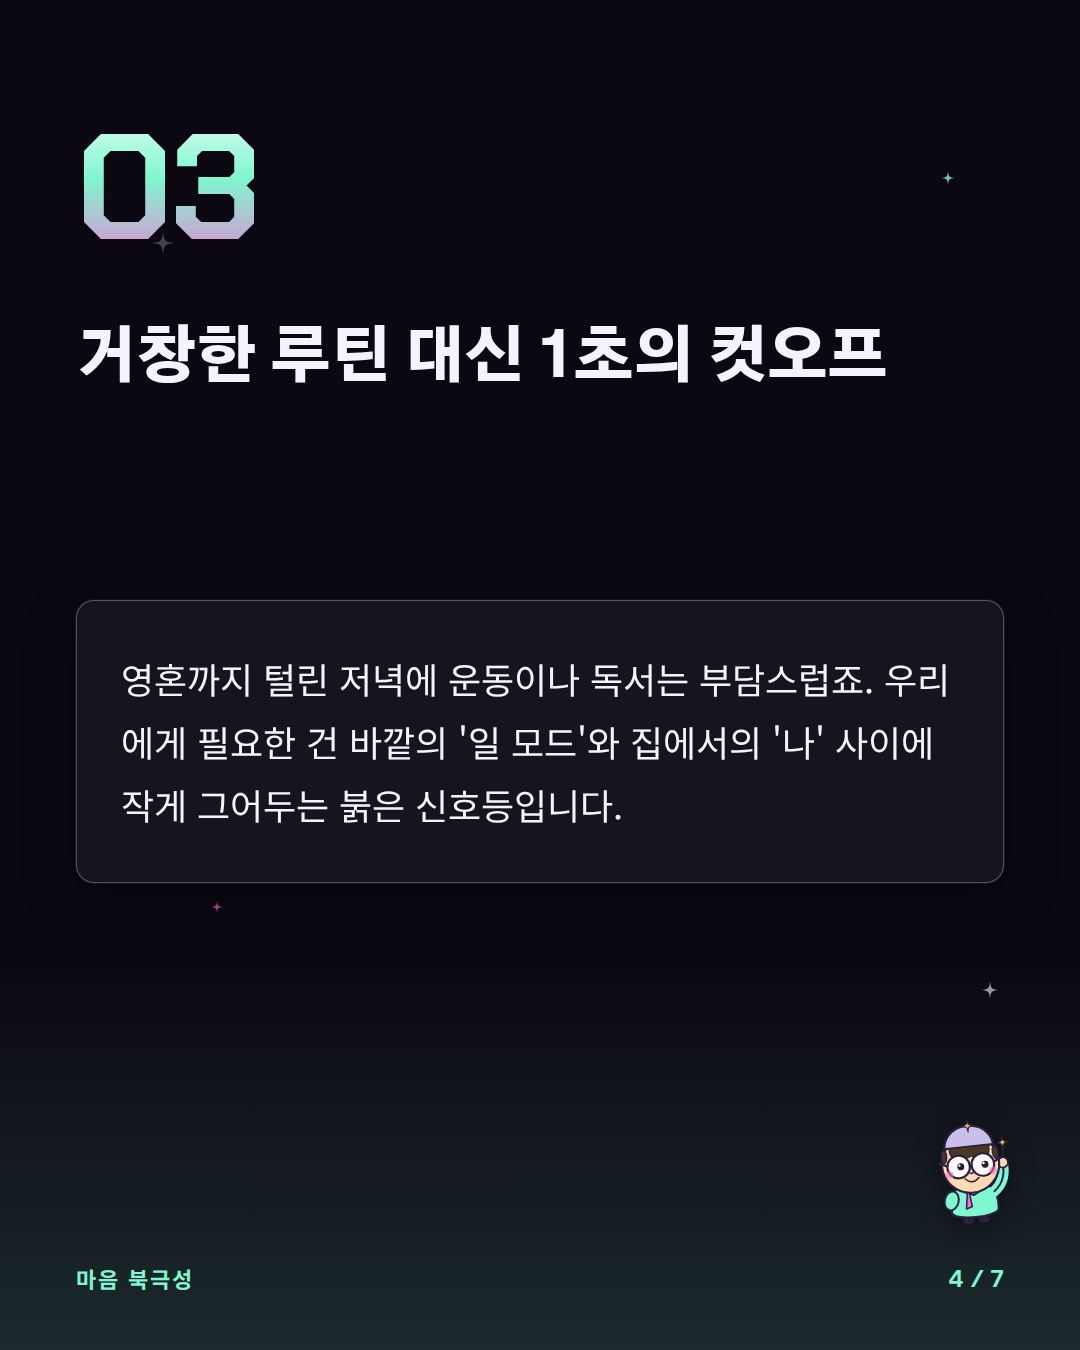 03
거창한 루틴 대신 1초의 컷오프
영혼까지 털린 저녁에 운동이나 독서는 부담스럽죠. 우리
에게 필요한 건 바깥의 '일 모드'와 집에서의 '나' 사이에
작게 그어두는 붉은 신호등입니다.
마음 북극성
4 / 7